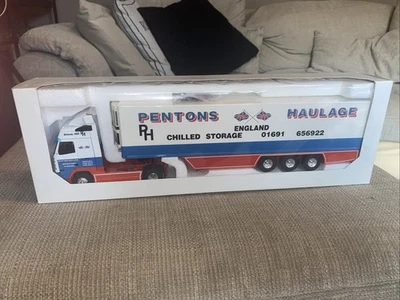 PENTONS HAULAGE
PH ENGLAND
CHILLED STORAGE 01691 656922